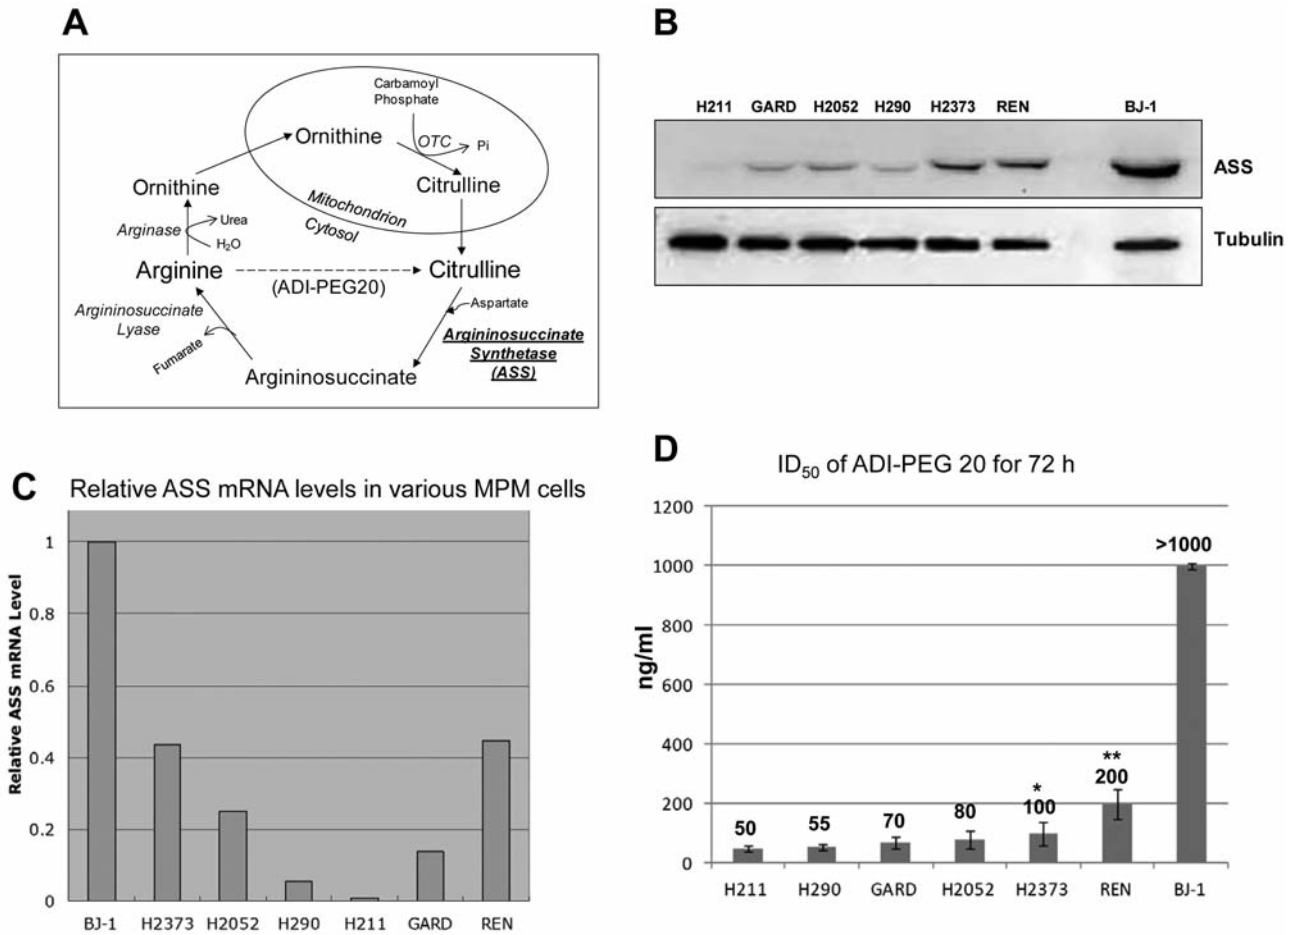 A
Carbamoyl
Phosphate
Ornithine
OTC
Pi
Citrulline
Ornithine
Mitochondrion
Cytosol
Urea
Arginase
H₂O
Arginine
(ADI-PEG20)
Citrulline
Aspartate
Argininosuccinate
Lyase
Fumarate
Argininosuccinate
Synthetase
(ASS)
Argininosuccinate
B
H211 GARD H2052 H290 H2373 REN BJ-1
ASS
Tubulin
C
Relative ASS mRNA levels in various MPM cells
Relative ASS mRNA Level
1
0.8
0.6
0.4
0.2
0
BJ-1 H2373 H2052 H290 H211 GARD REN
D
ID₅₀ of ADI-PEG 20 for 72 h
ng/ml
1200
1000
800
600
400
200
0
50
55
70
80
*
100
**
200
>1000
H211 H290 GARD H2052 H2373 REN BJ-1